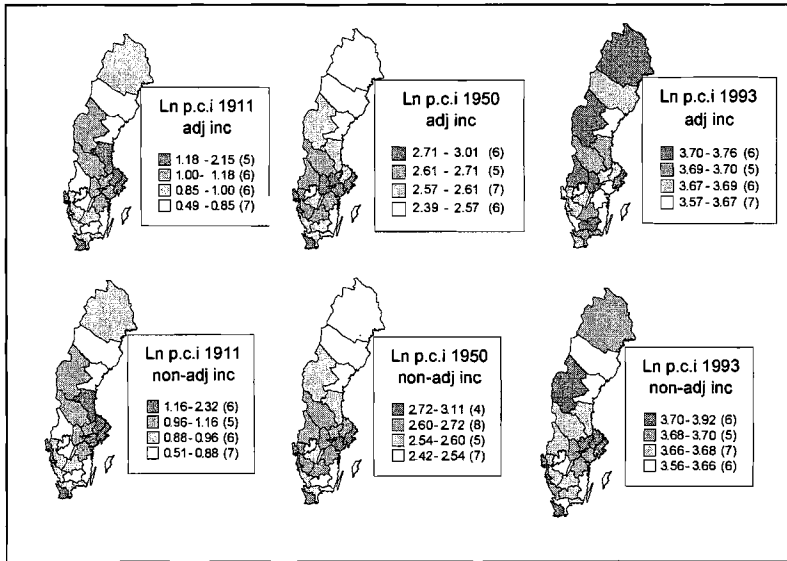 Ln p.c.i 1911
adj inc
1.18 - 2.15 (5)
1.00 - 1.18 (6)
0.85 - 1.00 (6)
0.49 - 0.85 (7)
Ln p.c.i 1950
adj inc
2.71 - 3.01 (6)
2.61 - 2.71 (5)
2.57 - 2.61 (7)
2.39 - 2.57 (6)
Ln p.c.i 1993
adj inc
3.70 - 3.76 (6)
3.69 - 3.70 (5)
3.67 - 3.69 (6)
3.57 - 3.67 (7)
Ln p.c.i 1911
non-adj inc
1.16 - 2.32 (6)
0.96 - 1.16 (5)
0.88 - 0.96 (6)
0.51 - 0.88 (7)
Ln p.c.i 1950
non-adj inc
2.72 - 3.11 (4)
2.60 - 2.72 (8)
2.54 - 2.60 (5)
2.42 - 2.54 (7)
Ln p.c.i 1993
non-adj inc
3.70 - 3.92 (6)
3.68 - 3.70 (5)
3.66 - 3.68 (7)
3.56 - 3.66 (6)